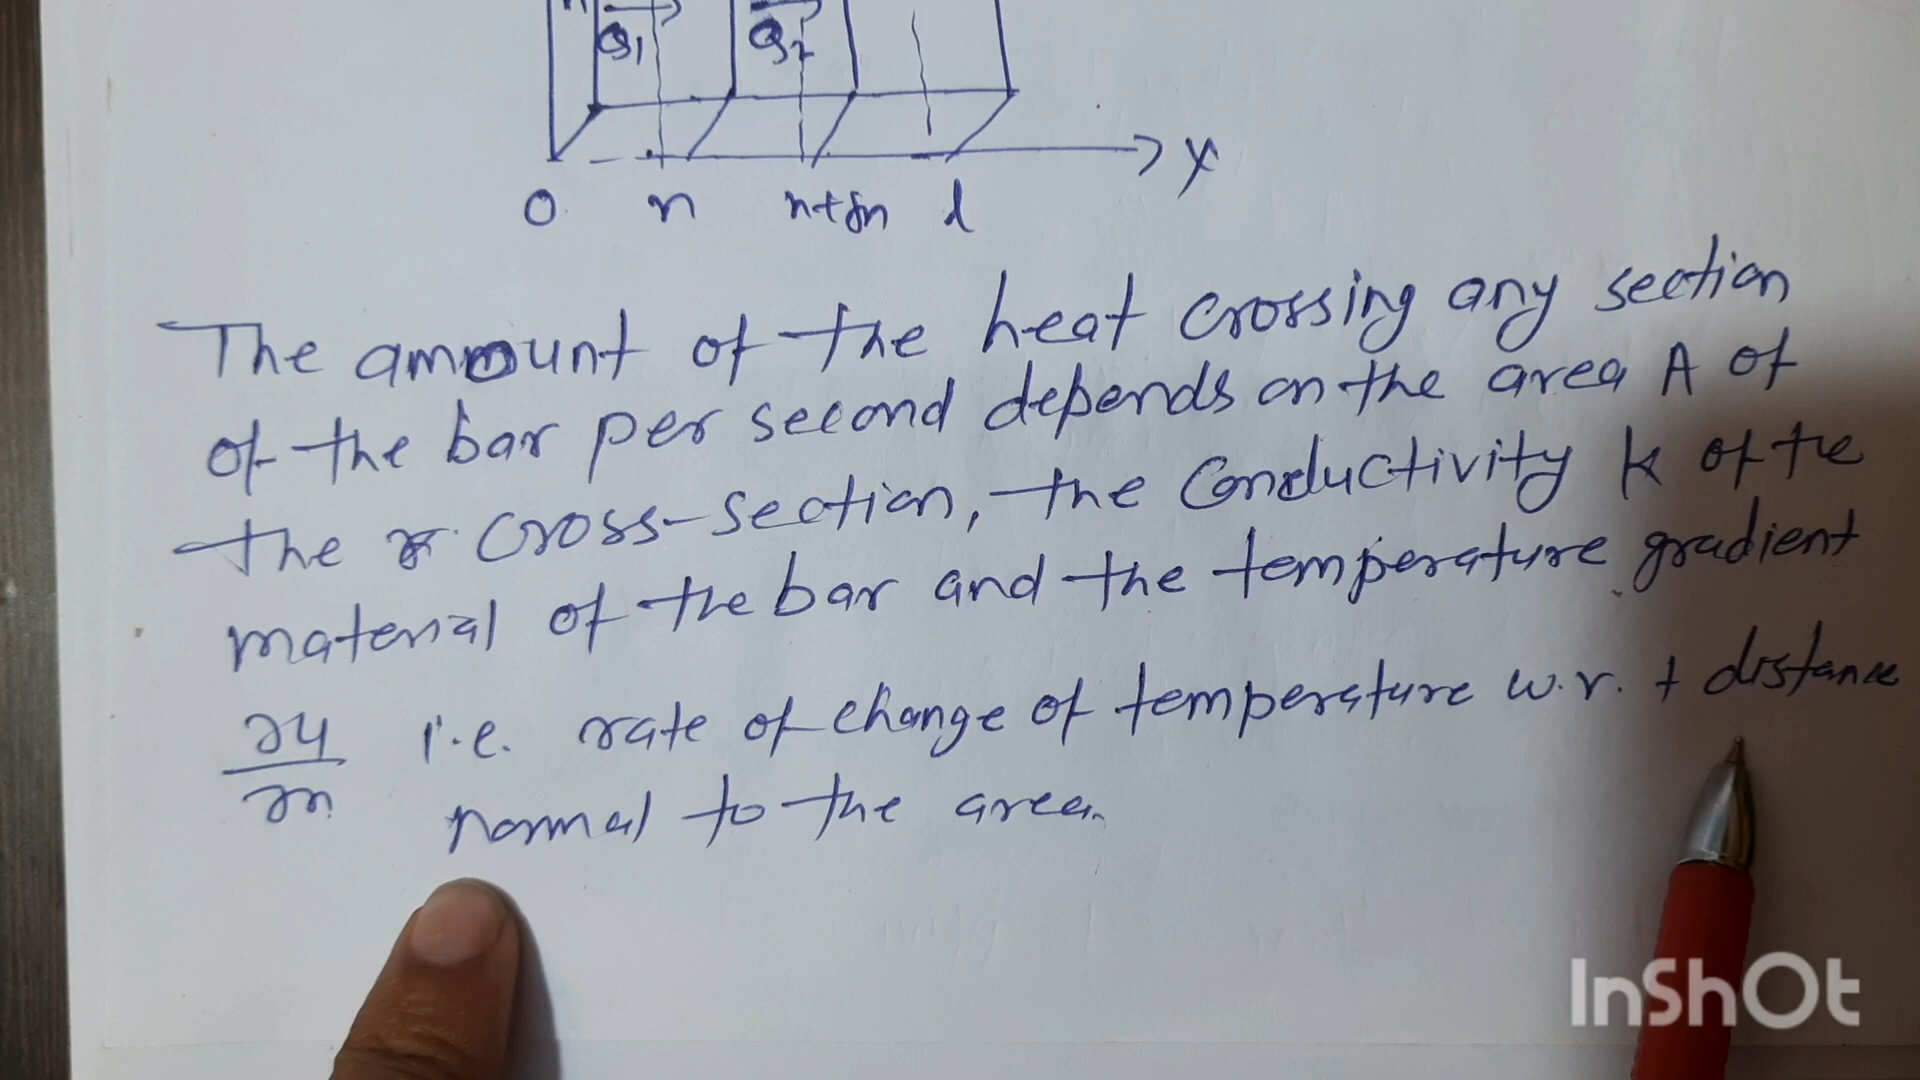 Q1 Q2
X
0 x x+δx l
The amount of the heat crossing any section
of the bar per second depends on the area A of
the cross-section, the conductivity k of the
material of the bar and the temperature gradient
∂u/∂x i.e. rate of change of temperature w.r.t distance
normal to the area.
InShOt